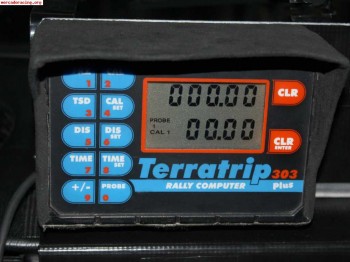 mercadoracing.org
1 2
000.00
CLR
TSD
3
CAL
SET
4
PROBE
1
CAL 1
00.00
DIS
5
DIS
SET
6
CLR
ENTER
TIME
7
TIME
SET
8
Terratrip 303
plus
RALLY COMPUTER
+/-
9
PROBE
0